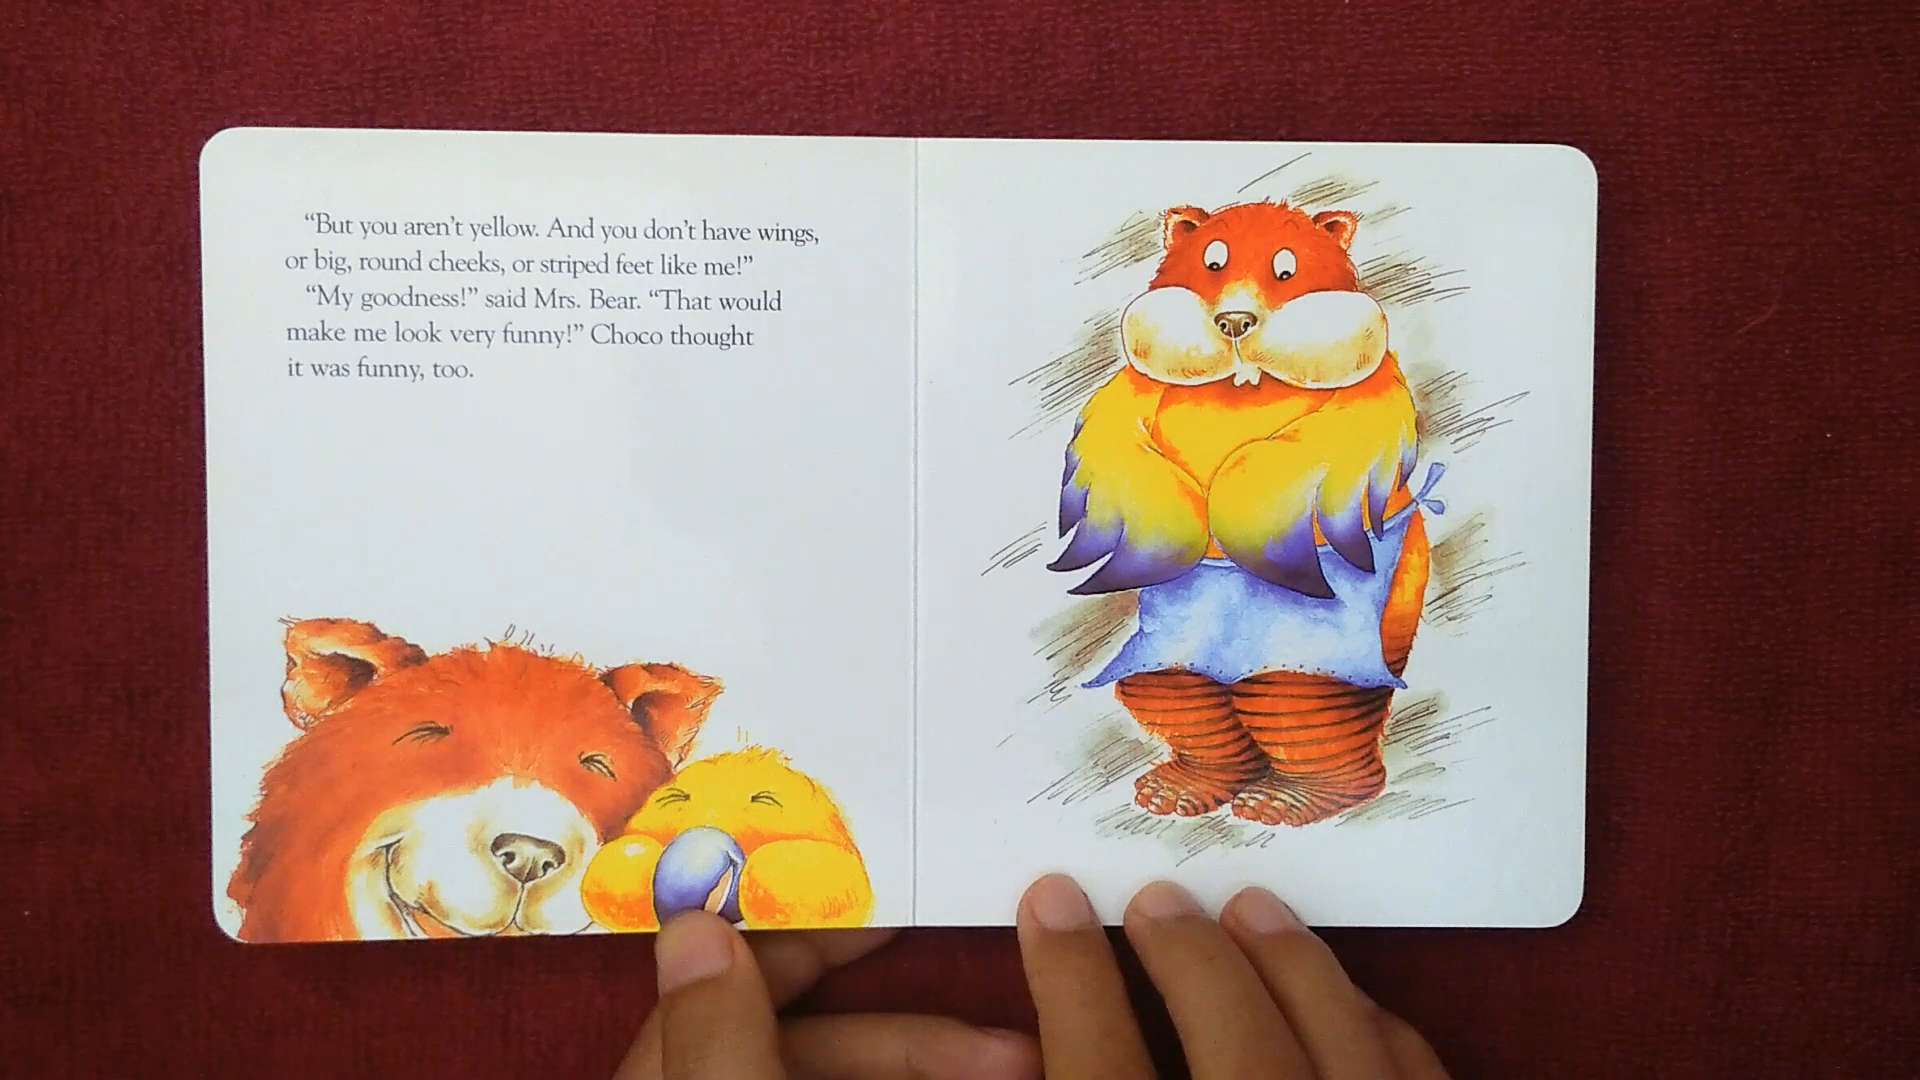 “But you aren’t yellow. And you don’t have wings,
or big, round cheeks, or striped feet like me!”
“My goodness!” said Mrs. Bear. “That would
make me look very funny!” Choco thought
it was funny, too.